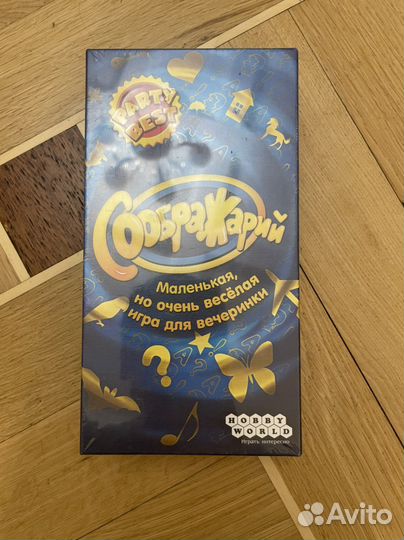 PARTY
BEST
Соображарий
Маленькая,
но очень весёлая
игра для вечеринки
?
HOBBY
WORLD
Играть интересно
Avito